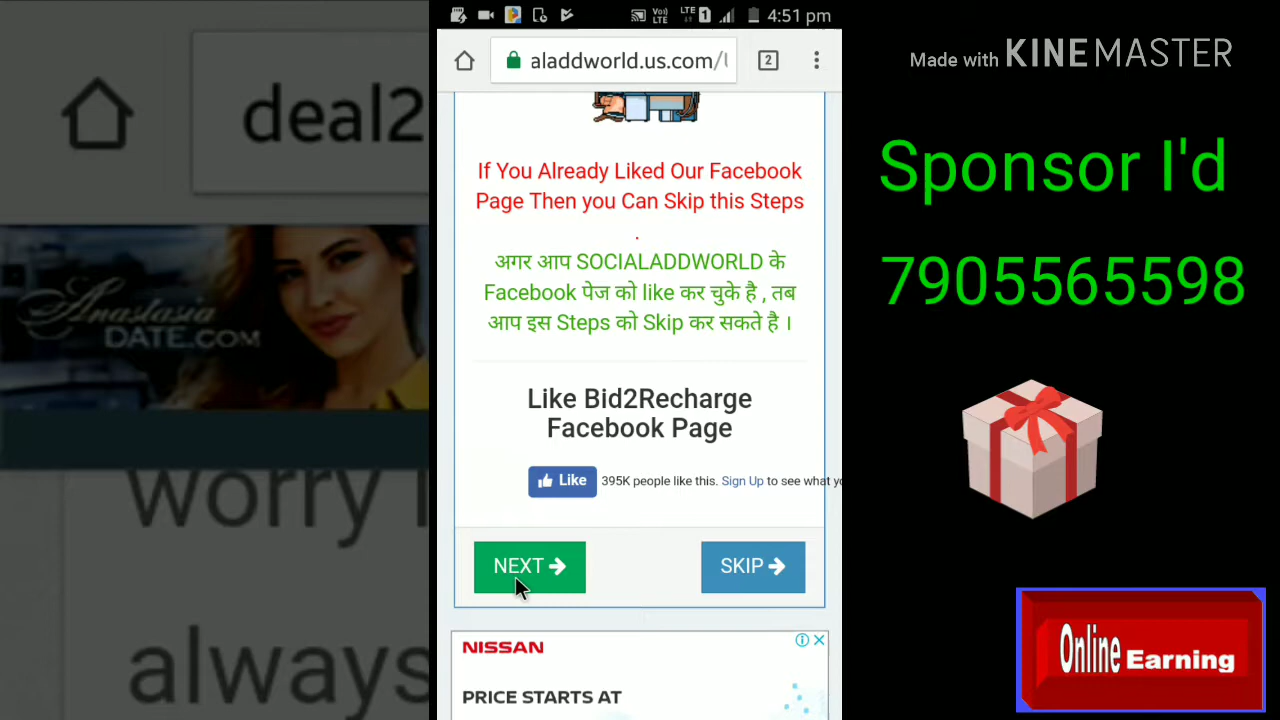 deal2
Anastasia
DATE.COM
worry
always
LTE
LTE 1
4:51 pm
aladdworld.us.com/
2
If You Already Liked Our Facebook
Page Then you Can Skip this Steps
.
अगर आप SOCIALADDWORLD के
Facebook पेज को like कर चुके है , तब
आप इस Steps को Skip कर सकते है ।
Like Bid2Recharge
Facebook Page
Like 395K people like this. Sign Up to see what
NEXT
SKIP
NISSAN
PRICE STARTS AT
Made with KINEMASTER
Sponsor I'd
7905565598
Online Earning